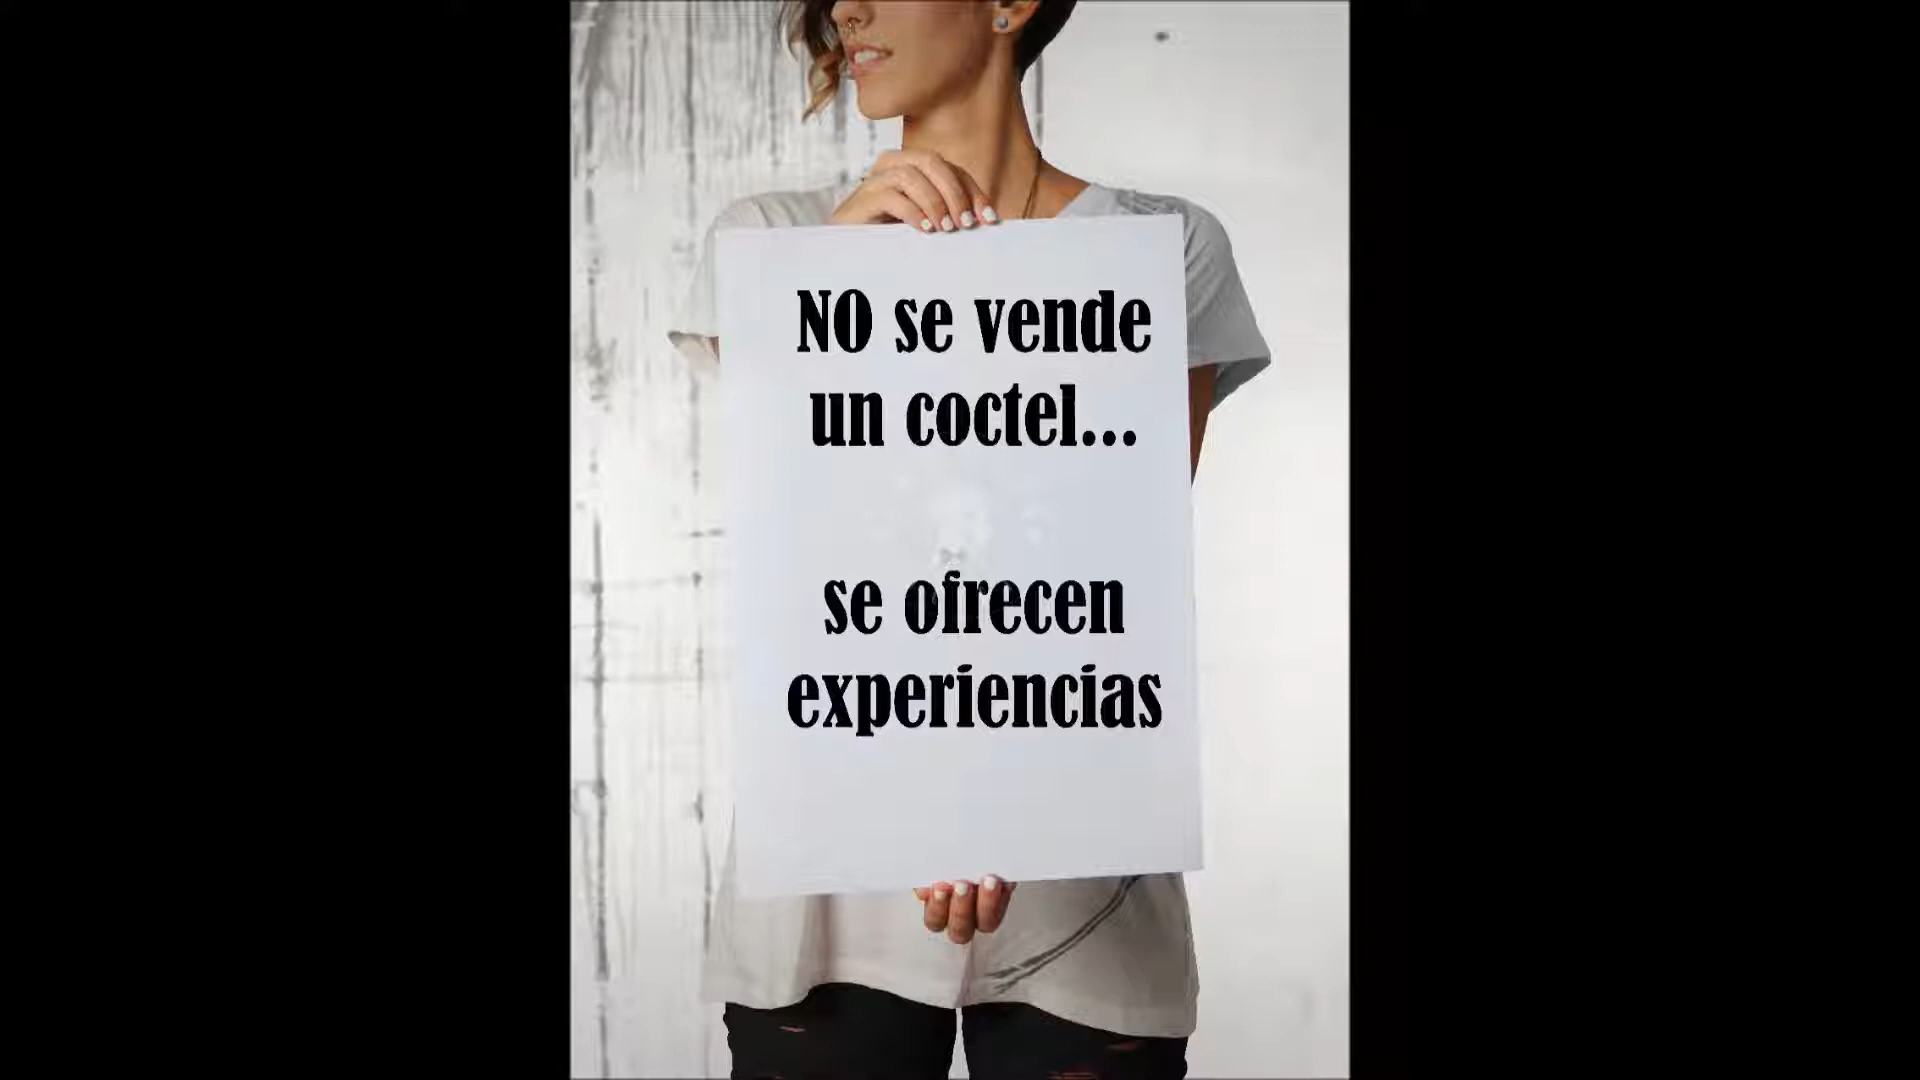 NO se vende
un coctel...
se ofrecen
experiencias